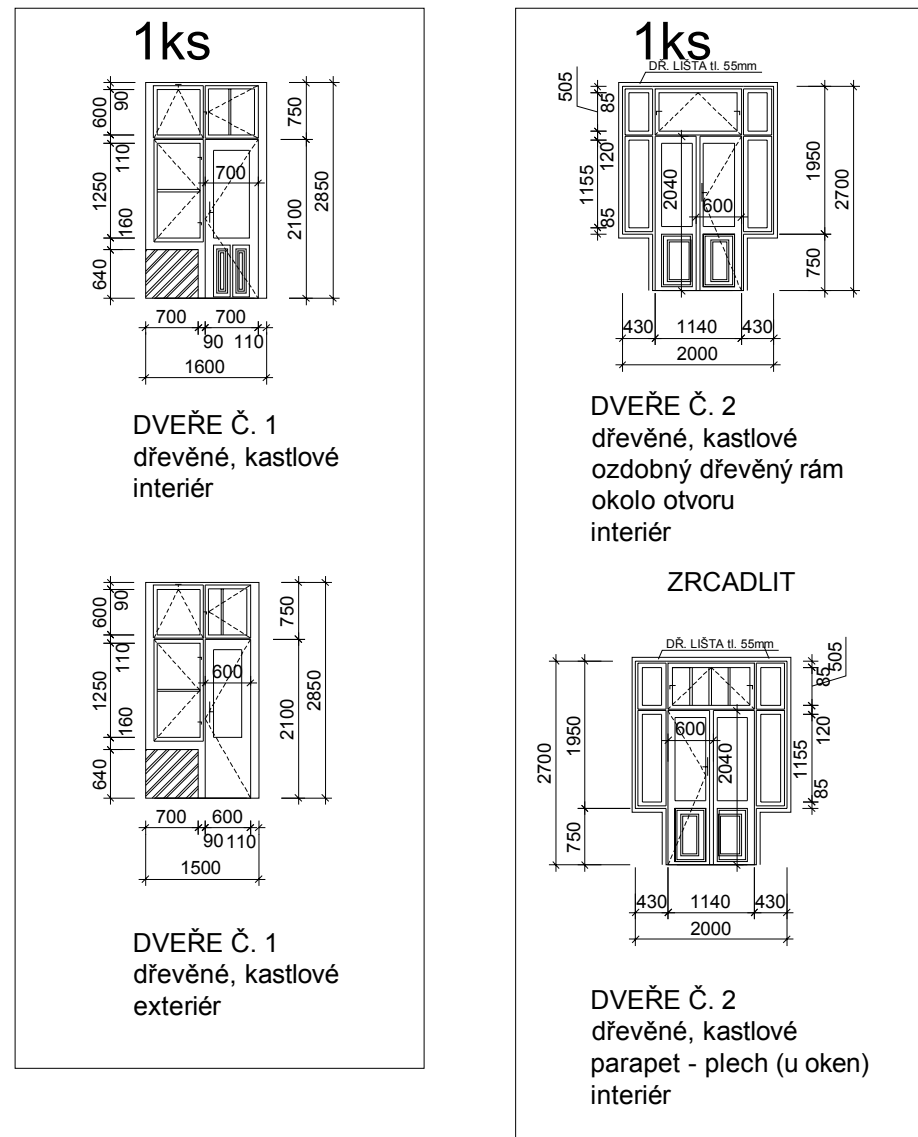 1ks
600
90
110
1250
160
640
700
750
2100
2850
700
700
90
110
1600
DVEŘE Č. 1
dřevěné, kastlové
interiér
600
90
110
1250
160
640
600
750
2100
2850
700
600
90
110
1500
DVEŘE Č. 1
dřevěné, kastlové
exteriér
1ks
DŘ. LIŠTA tl. 55mm
505
85
120
1155
85
2040
600
1950
2700
750
430
1140
430
2000
DVEŘE Č. 2
dřevěné, kastlové
ozdobný dřevěný rám
okolo otvoru
interiér
ZRCADLIT
DŘ. LIŠTA tl. 55mm
505
85
120
1155
85
600
2040
2700
1950
750
430
1140
430
2000
DVEŘE Č. 2
dřevěné, kastlové
parapet - plech (u oken)
interiér